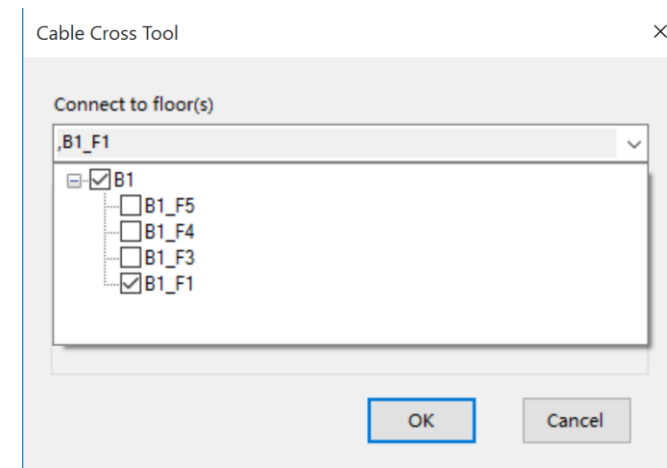 Cable Cross Tool
Connect to floor(s)
,B1_F1
B1
B1_F5
B1_F4
B1_F3
B1_F1
OK
Cancel